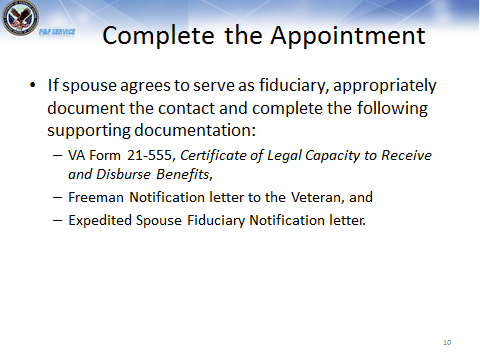 P&F SERVICE
Complete the Appointment
• If spouse agrees to serve as fiduciary, appropriately
document the contact and complete the following
supporting documentation:
– VA Form 21-555, Certificate of Legal Capacity to Receive
and Disburse Benefits,
– Freeman Notification letter to the Veteran, and
– Expedited Spouse Fiduciary Notification letter.
10